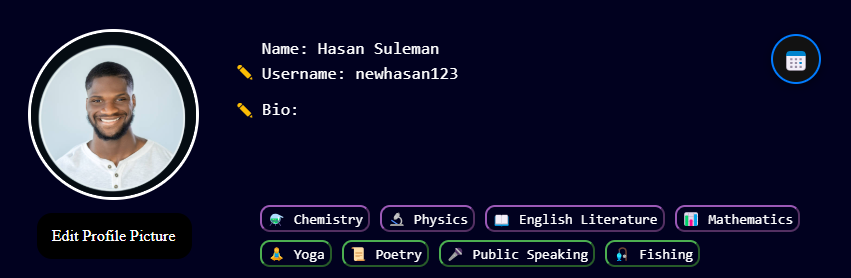 Name: Hasan Suleman
Username: newhasan123
Bio:
Edit Profile Picture
Chemistry Physics English Literature Mathematics
Yoga Poetry Public Speaking Fishing